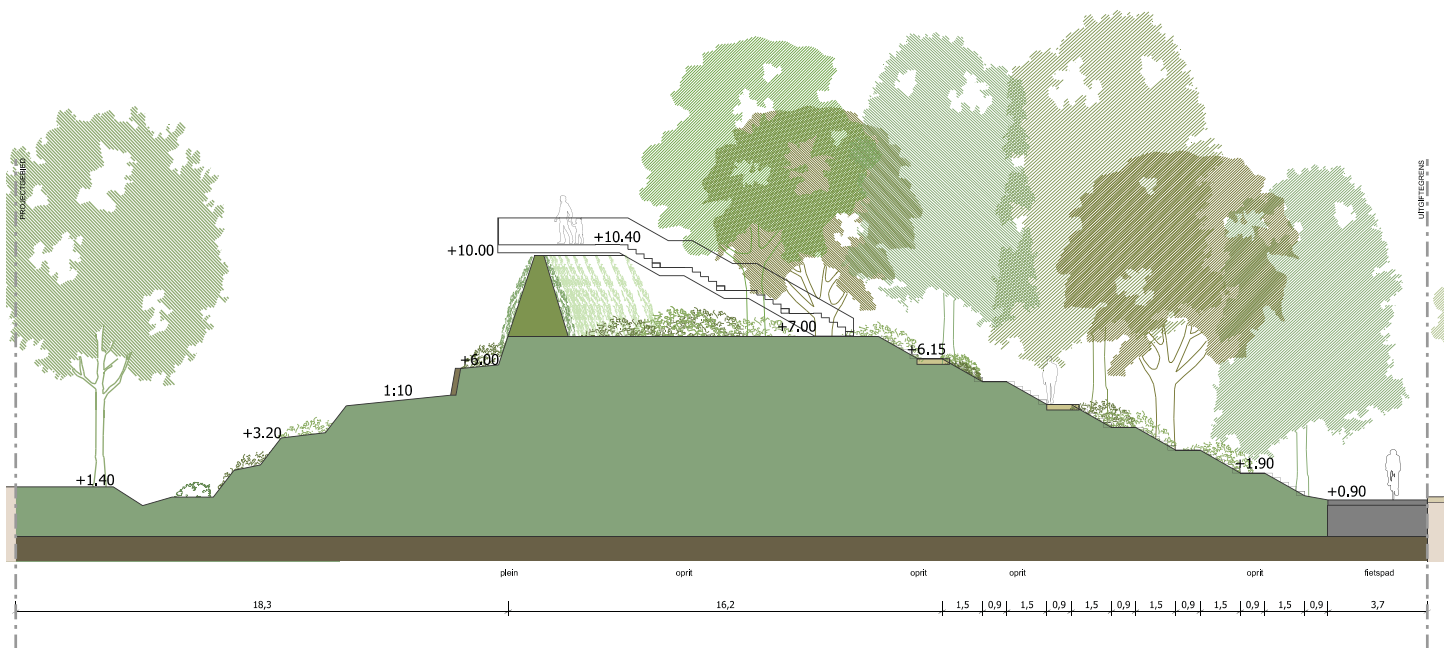 PROJECTGEBIED
UITGIFTEGRENS
+10.00
+10.40
+7.00
+6.00
+6.15
1:10
+3.20
+1.40
+1.90
+0.90
plein oprit oprit oprit oprit fietspad
18,3 16,2 1,5 0,9 1,5 0,9 1,5 0,9 1,5 0,9 1,5 0,9 1,5 0,9 3,7